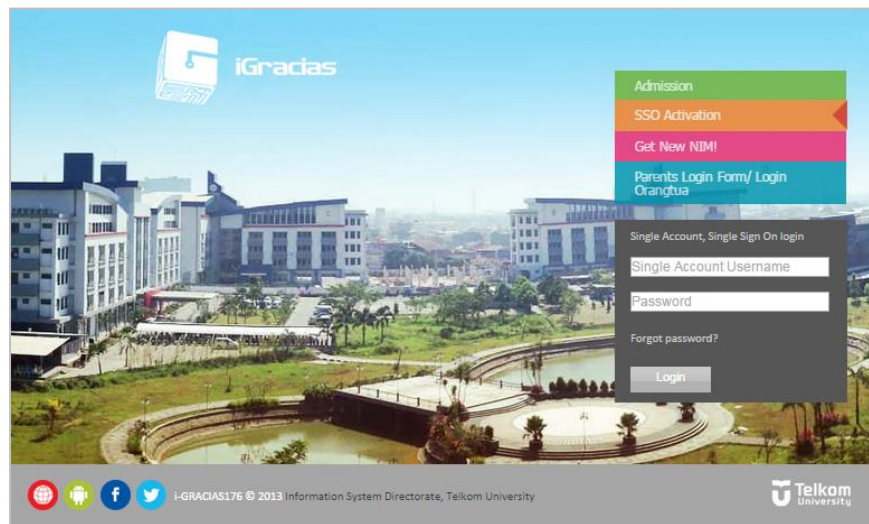 iGracias
Admission
SSO Activation
Get New NIM!
Parents Login Form/ Login
Orangtua
Single Account, Single Sign On login
Single Account Username
Password
Forgot password?
Login
i-GRACIAS176 © 2013 Information System Directorate, Telkom University
Telkom
University